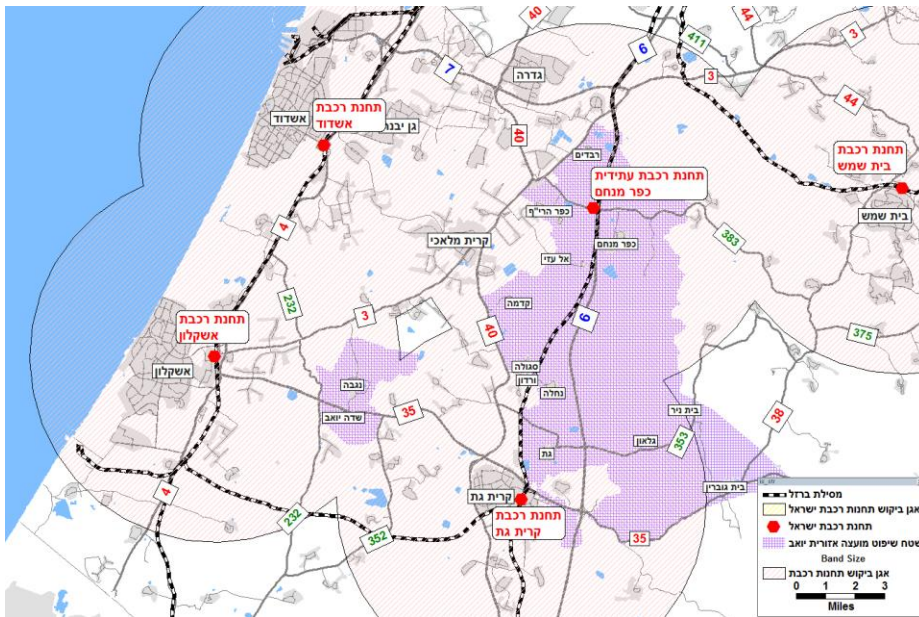 40
44
3
6
411
7
גדרה
3
44
תחנת רכבת
אשדוד
אשדוד
גן יבנה
40
רבדים
תחנת רכבת
בית שמש
תחנת רכבת עתידית
כפר מנחם
כפר הרי"ף
בית שמש
4
קרית מלאכי
כפר מנחם
383
אל עזי
232
קדמה
תחנת רכבת
אשקלון
3
40
6
375
אשקלון
סגולה
ורדון
נגבה
נחלה
שדה יואב
35
בית ניר
38
גלאון
353
גת
בית גוברין
4
קרית גת
תחנת רכבת
קרית גת
232
352
35
מסילת ברזל
אגן ביקוש תחנות רכבת ישראל
תחנת רכבת ישראל
שטח שיפוט מועצה אזורית יואב
Band Size
אגן ביקוש תחנות רכבת
0 1 2 3
Miles